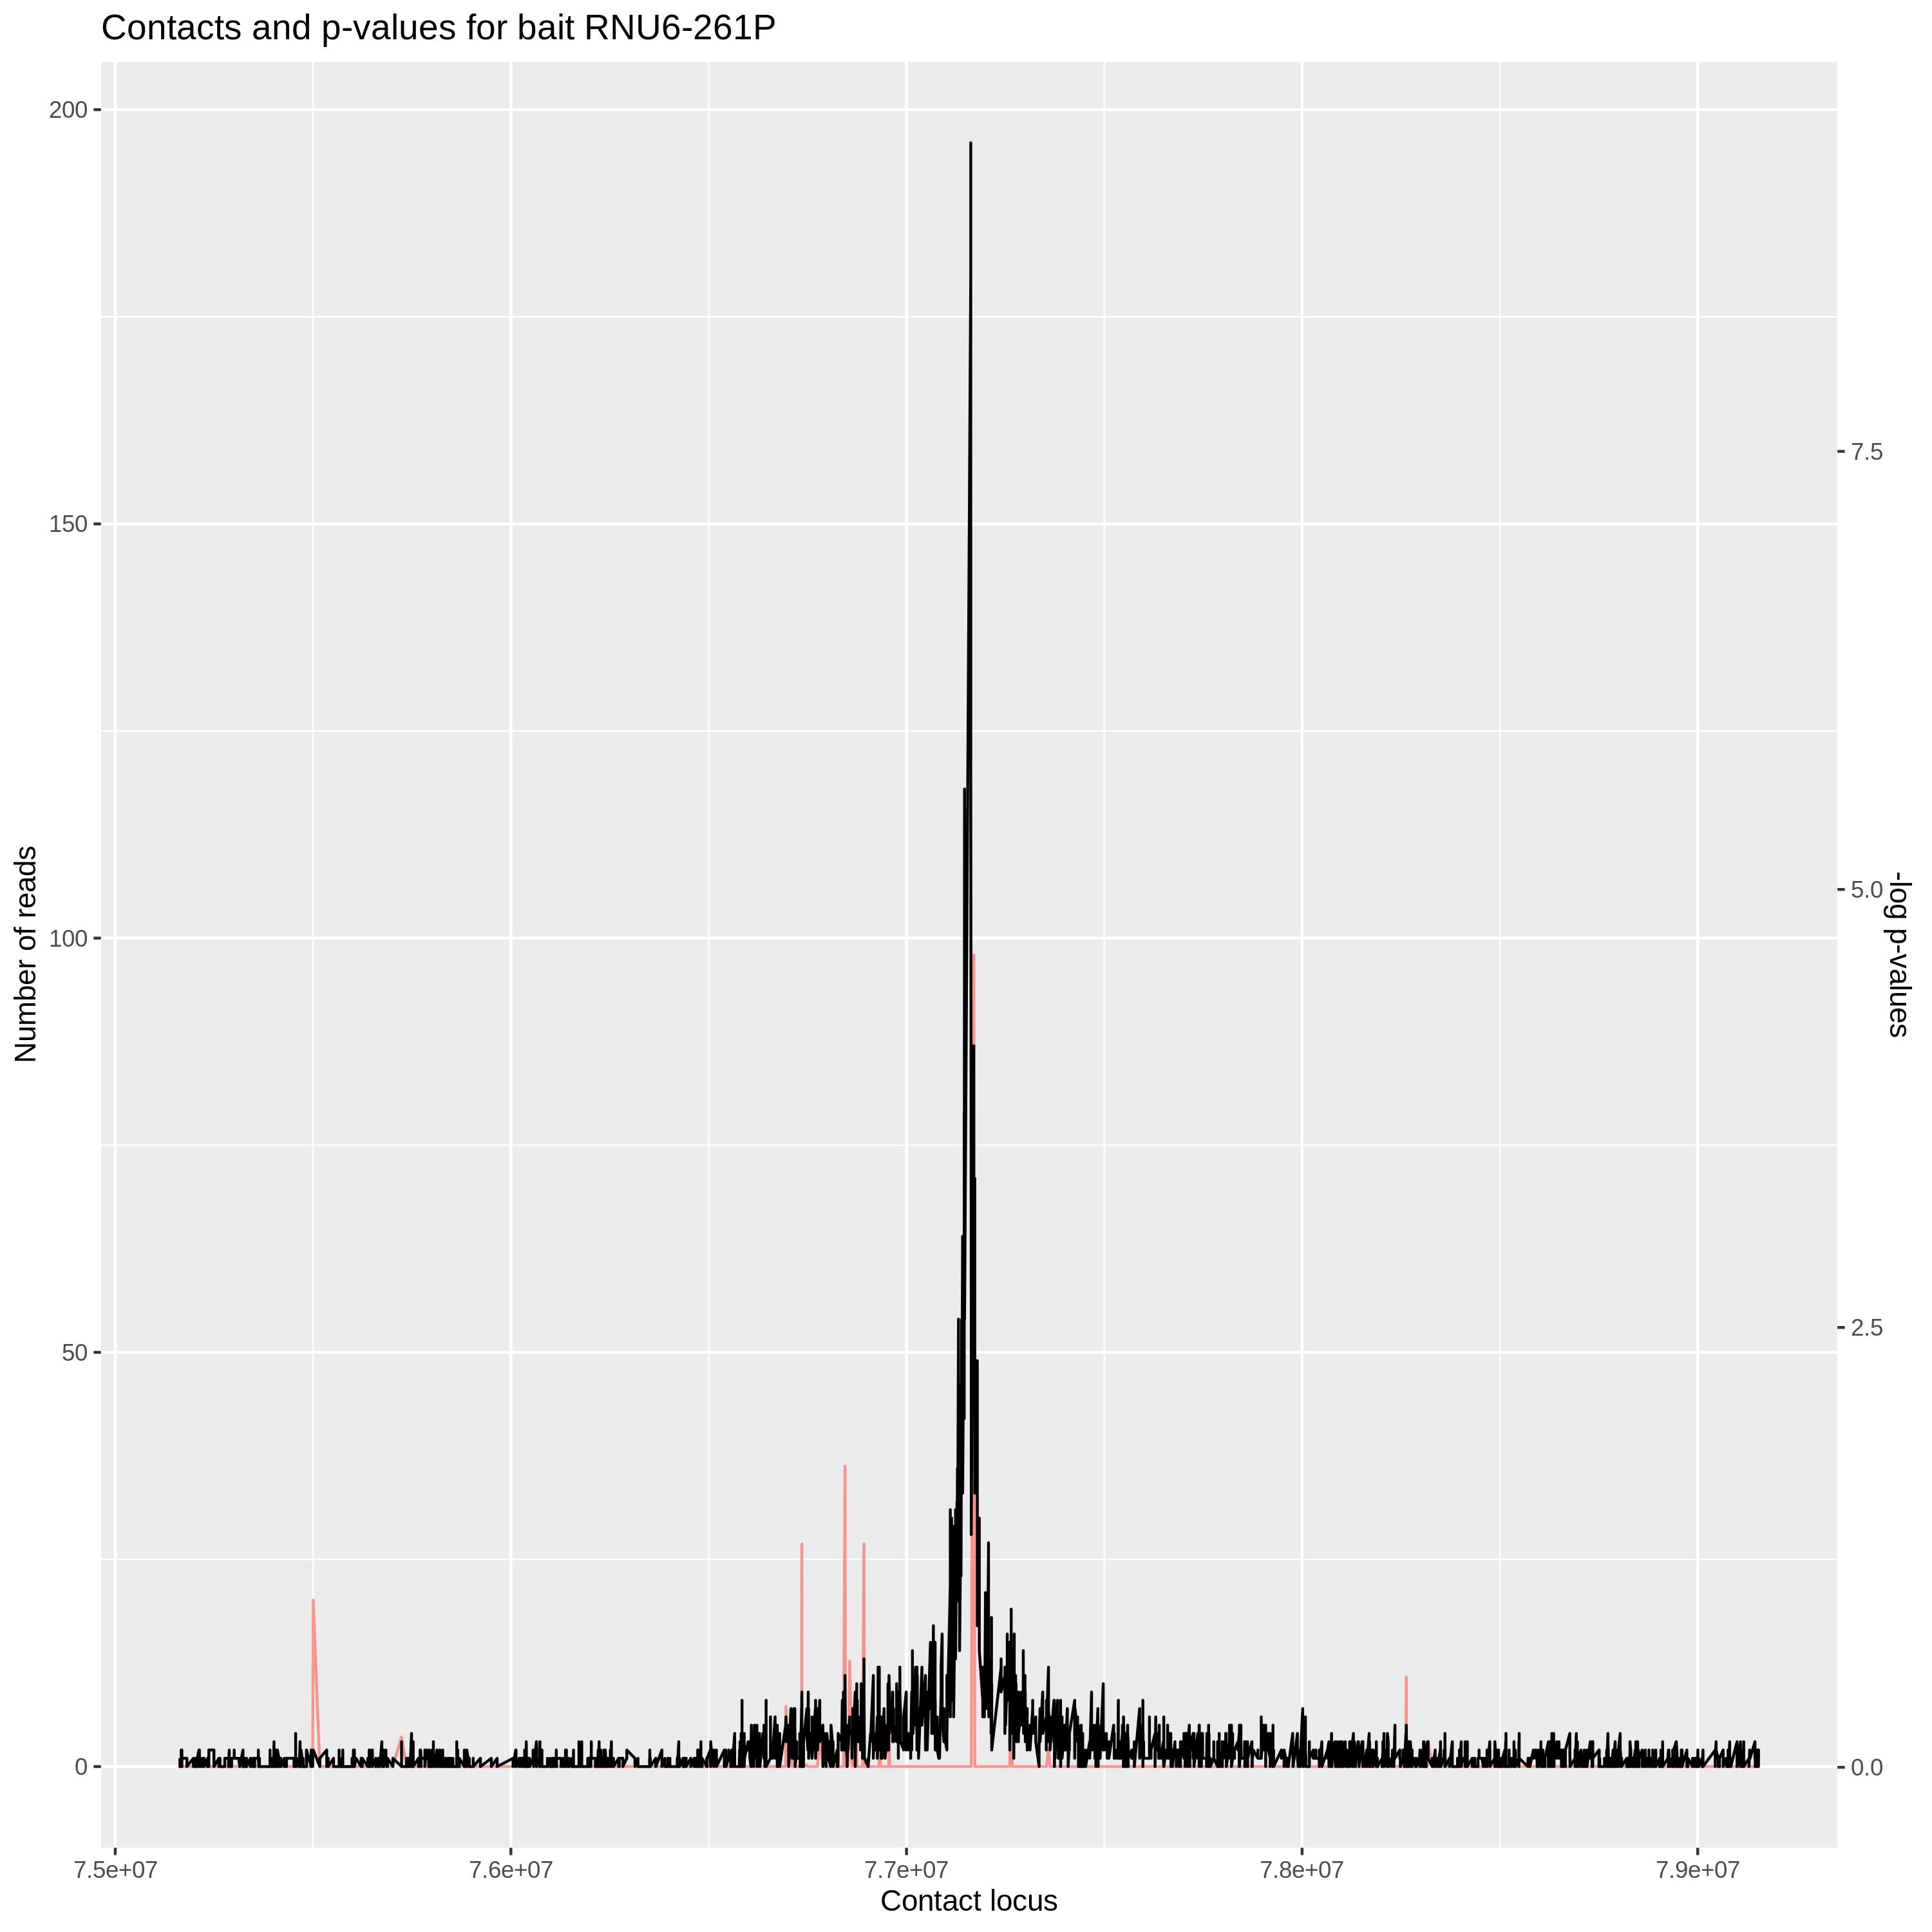 Contacts and p-values for bait RNU6-261P
200
150
100
50
0
Number of reads
7.5
5.0
2.5
0.0
-log p-values
7.5e+07
7.6e+07
7.7e+07
7.8e+07
7.9e+07
Contact locus